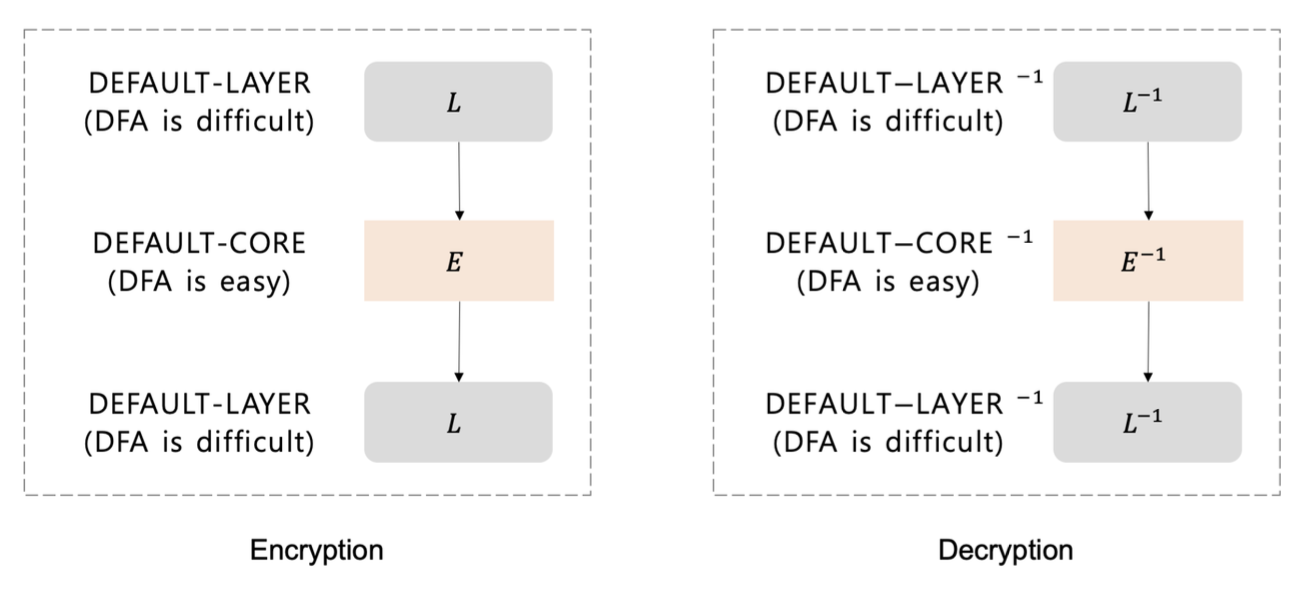 DEFAULT-LAYER
(DFA is difficult)
L
DEFAULT-CORE
(DFA is easy)
E
DEFAULT-LAYER
(DFA is difficult)
L
Encryption
DEFAULT−LAYER ⁻¹
(DFA is difficult)
L⁻¹
DEFAULT−CORE ⁻¹
(DFA is easy)
E⁻¹
DEFAULT−LAYER ⁻¹
(DFA is difficult)
L⁻¹
Decryption